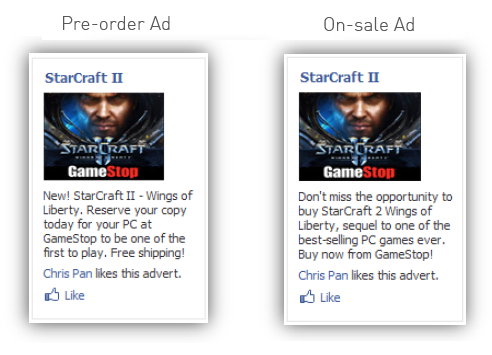 Pre-order Ad
StarCraft II
STARCRAFT II
WINGS OF LIBERTY
GameStop
New! StarCraft II - Wings of
Liberty. Reserve your copy
today for your PC at
GameStop to be one of the
first to play. Free shipping!
Chris Pan likes this advert.
Like
On-sale Ad
StarCraft II
STARCRAFT II
WINGS OF LIBERTY
GameStop
Don't miss the opportunity to
buy StarCraft 2 Wings of
Liberty, sequel to one of the
best-selling PC games ever.
Buy now from GameStop!
Chris Pan likes this advert.
Like